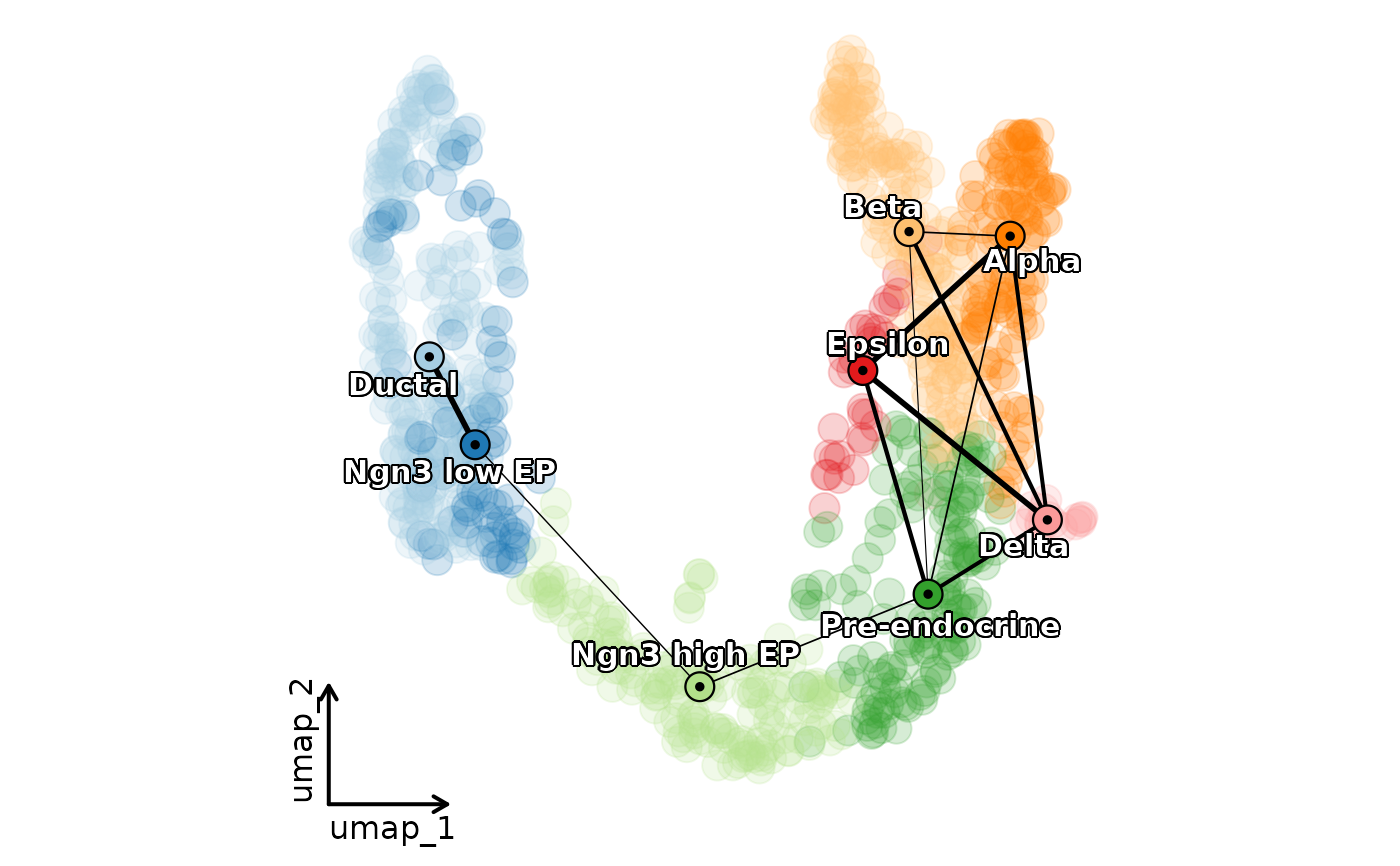 Beta
Alpha
Epsilon
Ductal
Ngn3 low EP
Delta
Pre-endocrine
Ngn3 high EP
umap_2
umap_1